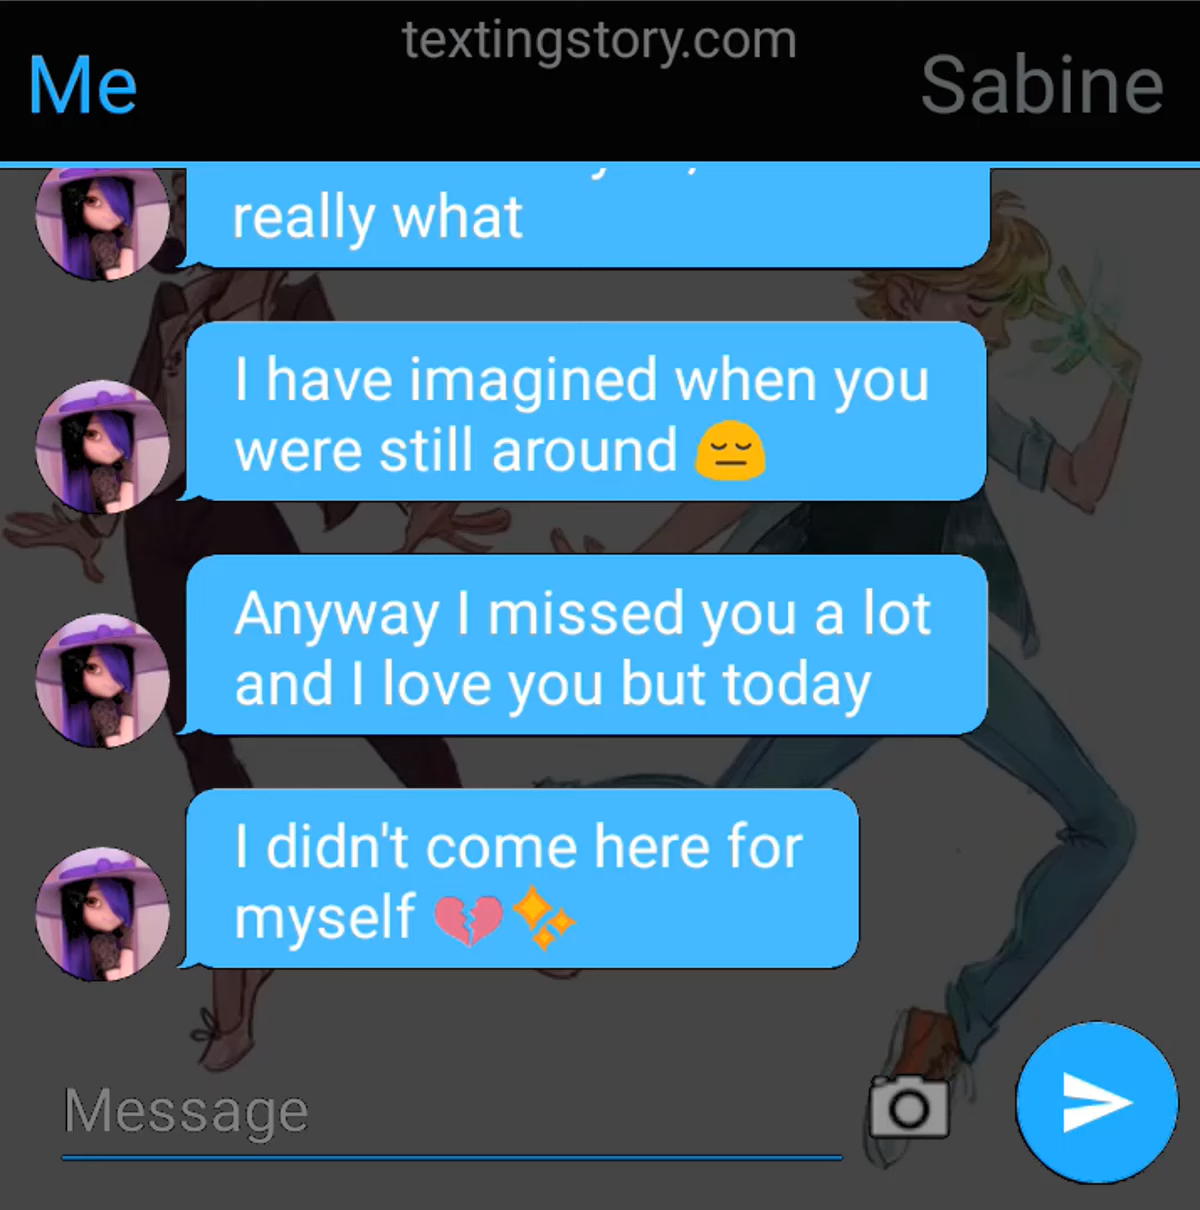 textingstory.com
Me
Sabine
really what
I have imagined when you
were still around 😔
Anyway I missed you a lot
and I love you but today
I didn't come here for
myself 💔✨
Message